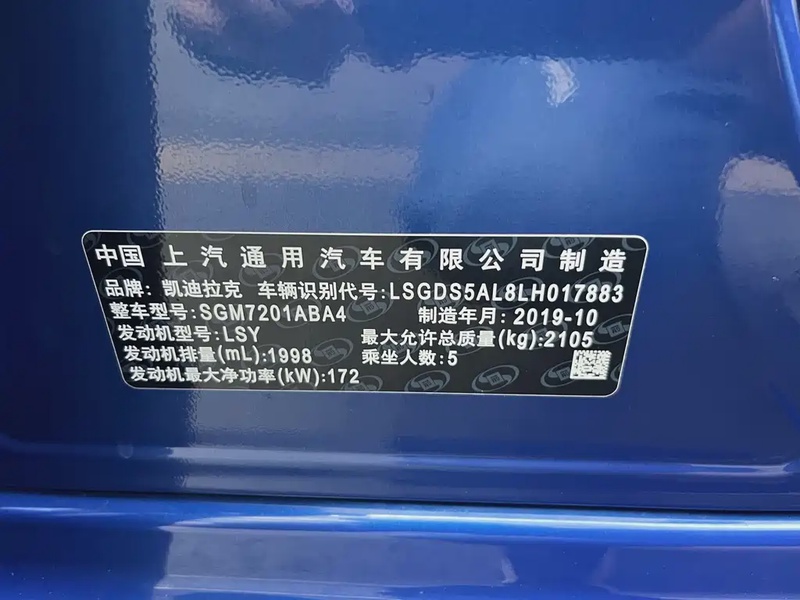 中国 上汽通用汽车有限公司制造
品牌: 凯迪拉克 车辆识别代号:LSGDS5AL8LH017883
整车型号:SGM7201ABA4 制造年月: 2019-10
发动机型号:LSY 最大允许总质量(kg):2105
发动机排量(mL):1998 乘坐人数:5
发动机最大净功率(kW):172